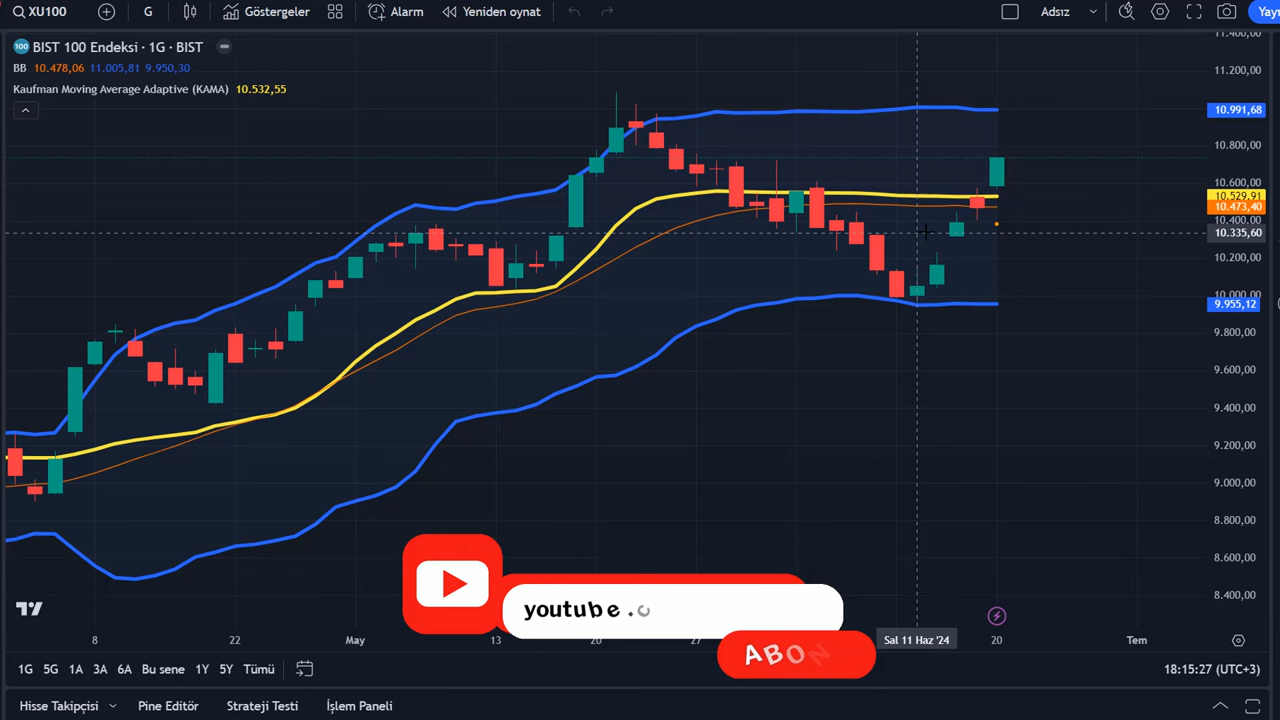 XU100 G Göstergeler Alarm Yeniden oynat Adsız Yayı
100 BIST 100 Endeksi · 1G · BIST
BB 10.478,06 11.005,81 9.950,30
Kaufman Moving Average Adaptive (KAMA) 10.532,55
11.400,00
11.200,00
10.991,68
10.800,00
10.600,00
10.529,91
10.473,40
10.400,00
10.335,60
10.200,00
10.000,00
9.955,12
9.800,00
9.600,00
9.400,00
9.200,00
9.000,00
8.800,00
8.600,00
8.400,00
youtube.c
ABON
8 22 May 13 20 Sal 11 Haz '24 20 Tem
1G 5G 1A 3A 6A Bu sene 1Y 5Y Tümü 18:15:27 (UTC+3)
Hisse Takipçisi Pine Editör Strateji Testi İşlem Paneli